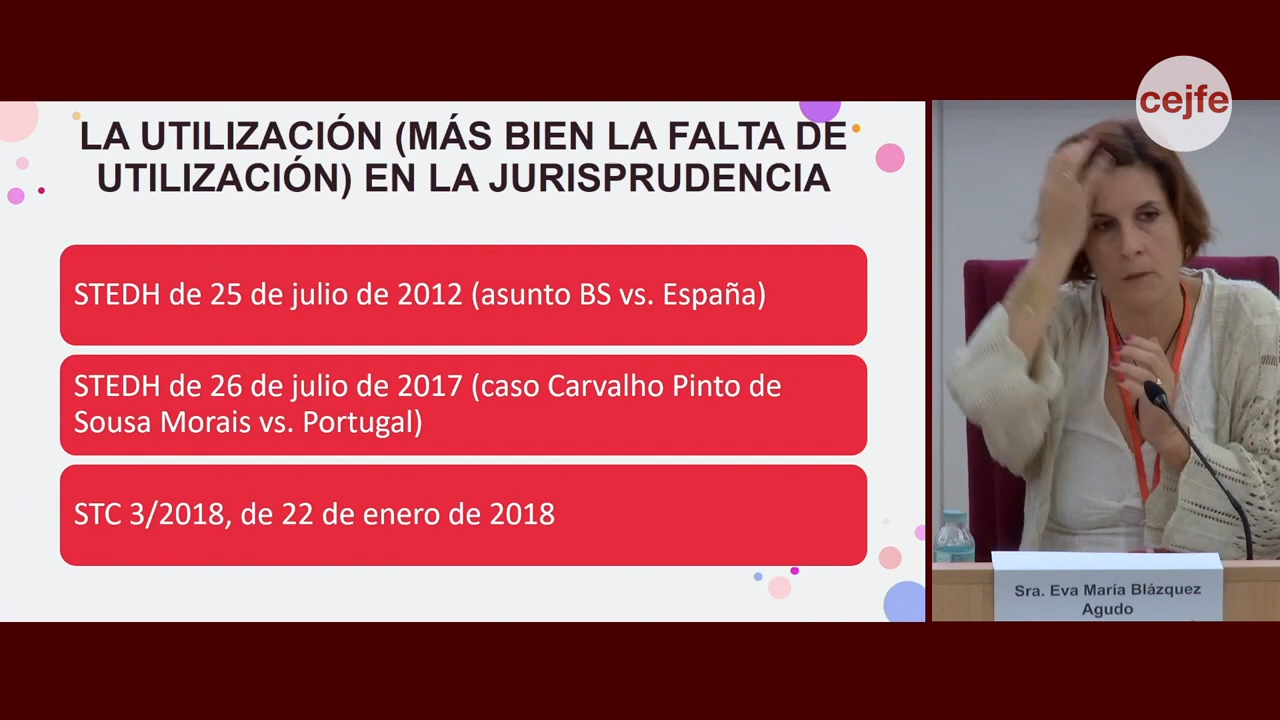 cejfe
LA UTILIZACIÓN (MÁS BIEN LA FALTA DE
UTILIZACIÓN) EN LA JURISPRUDENCIA
STEDH de 25 de julio de 2012 (asunto BS vs. España)
STEDH de 26 de julio de 2017 (caso Carvalho Pinto de
Sousa Morais vs. Portugal)
STC 3/2018, de 22 de enero de 2018
Sra. Eva María Blázquez
Agudo